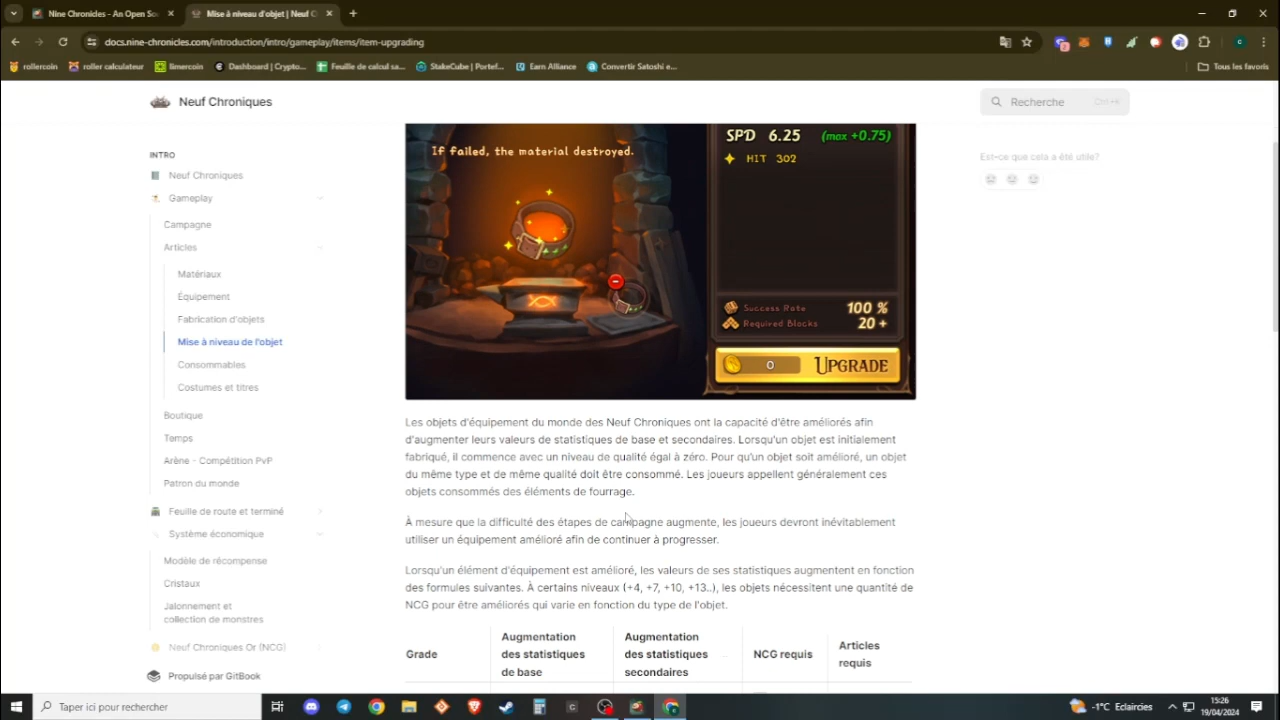 Nine Chronicles - An Open So
Mise à niveau d'objet | Neuf C
docs.nine-chronicles.com/introduction/intro/gameplay/items/item-upgrading
rollercoin
roller calculateur
limercoin
Dashboard | Crypto...
Feuille de calcul sa...
StakeCube | Portef...
Earn Alliance
Convertir Satoshi e...
Tous les favoris
Neuf Chroniques
Recherche
Ctrl+K
INTRO
Neuf Chroniques
Gameplay
Campagne
Articles
Matériaux
Équipement
Fabrication d'objets
Mise à niveau de l'objet
Consommables
Costumes et titres
Boutique
Temps
Arène - Compétition PvP
Patron du monde
Feuille de route et terminé
Système économique
Modèle de récompense
Cristaux
Jalonnement et
collection de monstres
Neuf Chroniques Or (NCG)
Propulsé par GitBook
If failed, the material destroyed.
SPD 6.25 (max +0.75)
HIT 302
Success Rate 100 %
Required Blocks 20 +
0 UPGRADE
Est-ce que cela a été utile?
Les objets d'équipement du monde des Neuf Chroniques ont la capacité d'être améliorés afin
d'augmenter leurs valeurs de statistiques de base et secondaires. Lorsqu'un objet est initialement
fabriqué, il commence avec un niveau de qualité égal à zéro. Pour qu'un objet soit amélioré, un objet
du même type et de même qualité doit être consommé. Les joueurs appellent généralement ces
objets consommés des éléments de fourrage.
À mesure que la difficulté des étapes de campagne augmente, les joueurs devront inévitablement
utiliser un équipement amélioré afin de continuer à progresser.
Lorsqu'un élément d'équipement est amélioré, les valeurs de ses statistiques augmentent en fonction
des formules suivantes. À certains niveaux (+4, +7, +10, +13..), les objets nécessitent une quantité de
NCG pour être améliorés qui varie en fonction du type de l'objet.
Grade
Augmentation
des statistiques
de base
Augmentation
des statistiques
secondaires
NCG requis
Articles
requis
Taper ici pour rechercher
-1°C Eclaircies
15:26
19/04/2024